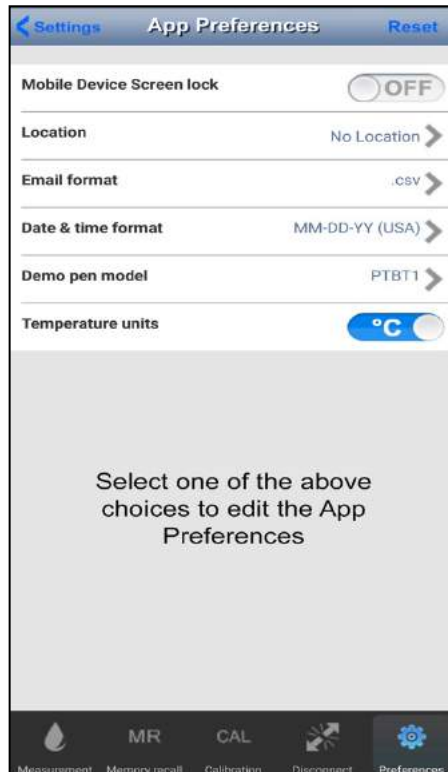 Settings App Preferences Reset
Mobile Device Screen lock OFF
Location No Location
Email format .csv
Date & time format MM-DD-YY (USA)
Demo pen model PTBT1
Temperature units °C
Select one of the above
choices to edit the App
Preferences
MR CAL
Measurement Memory recall Calibration Disconnect Preferences